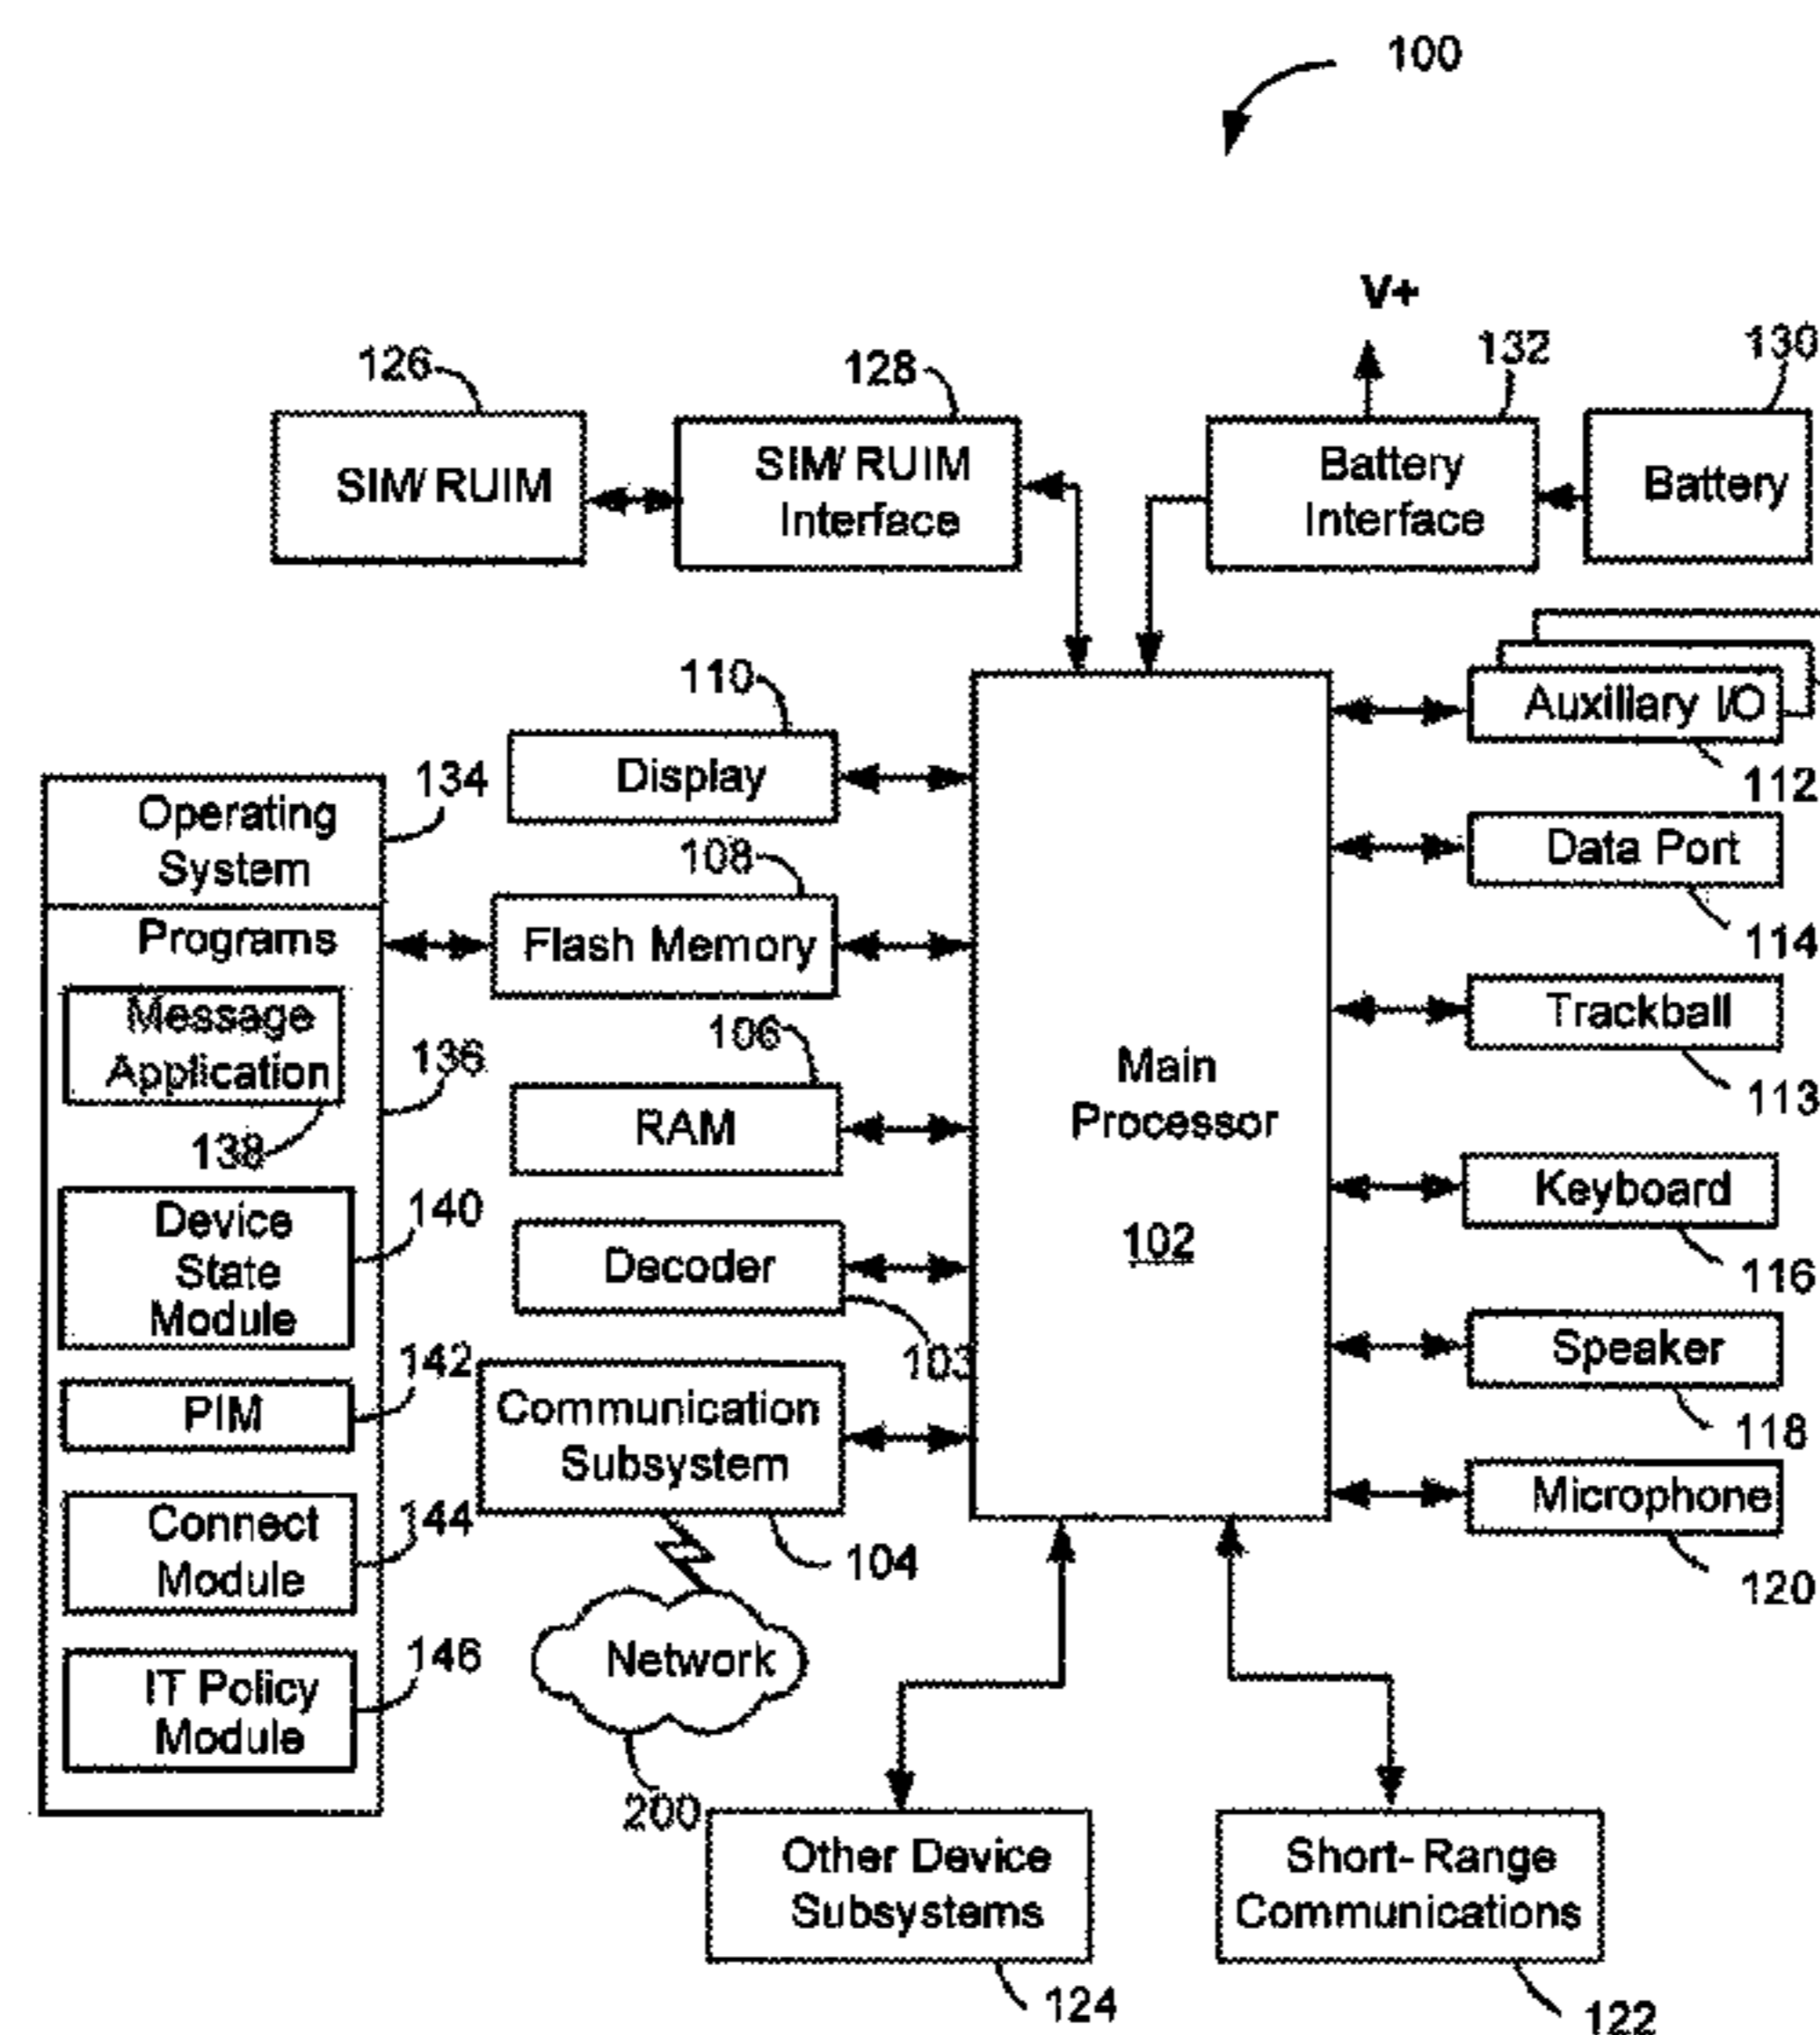 100
V+
126
128
132
130
SIM/RUIM
SIM/RUIM
Interface
Battery
Interface
Battery
110
Display
Auxiliary I/O
112
134
Operating
System
108
Data Port
114
Programs
Flash Memory
Message
Application
138
136
106
RAM
Trackball
113
Main
Processor
102
Device
State
Module
140
Decoder
103
Keyboard
116
Speaker
118
PIM
142
Communication
Subsystem
104
Microphone
120
Connect
Module
144
Network
200
IT Policy
Module
146
Other Device
Subsystems
124
Short-Range
Communications
122